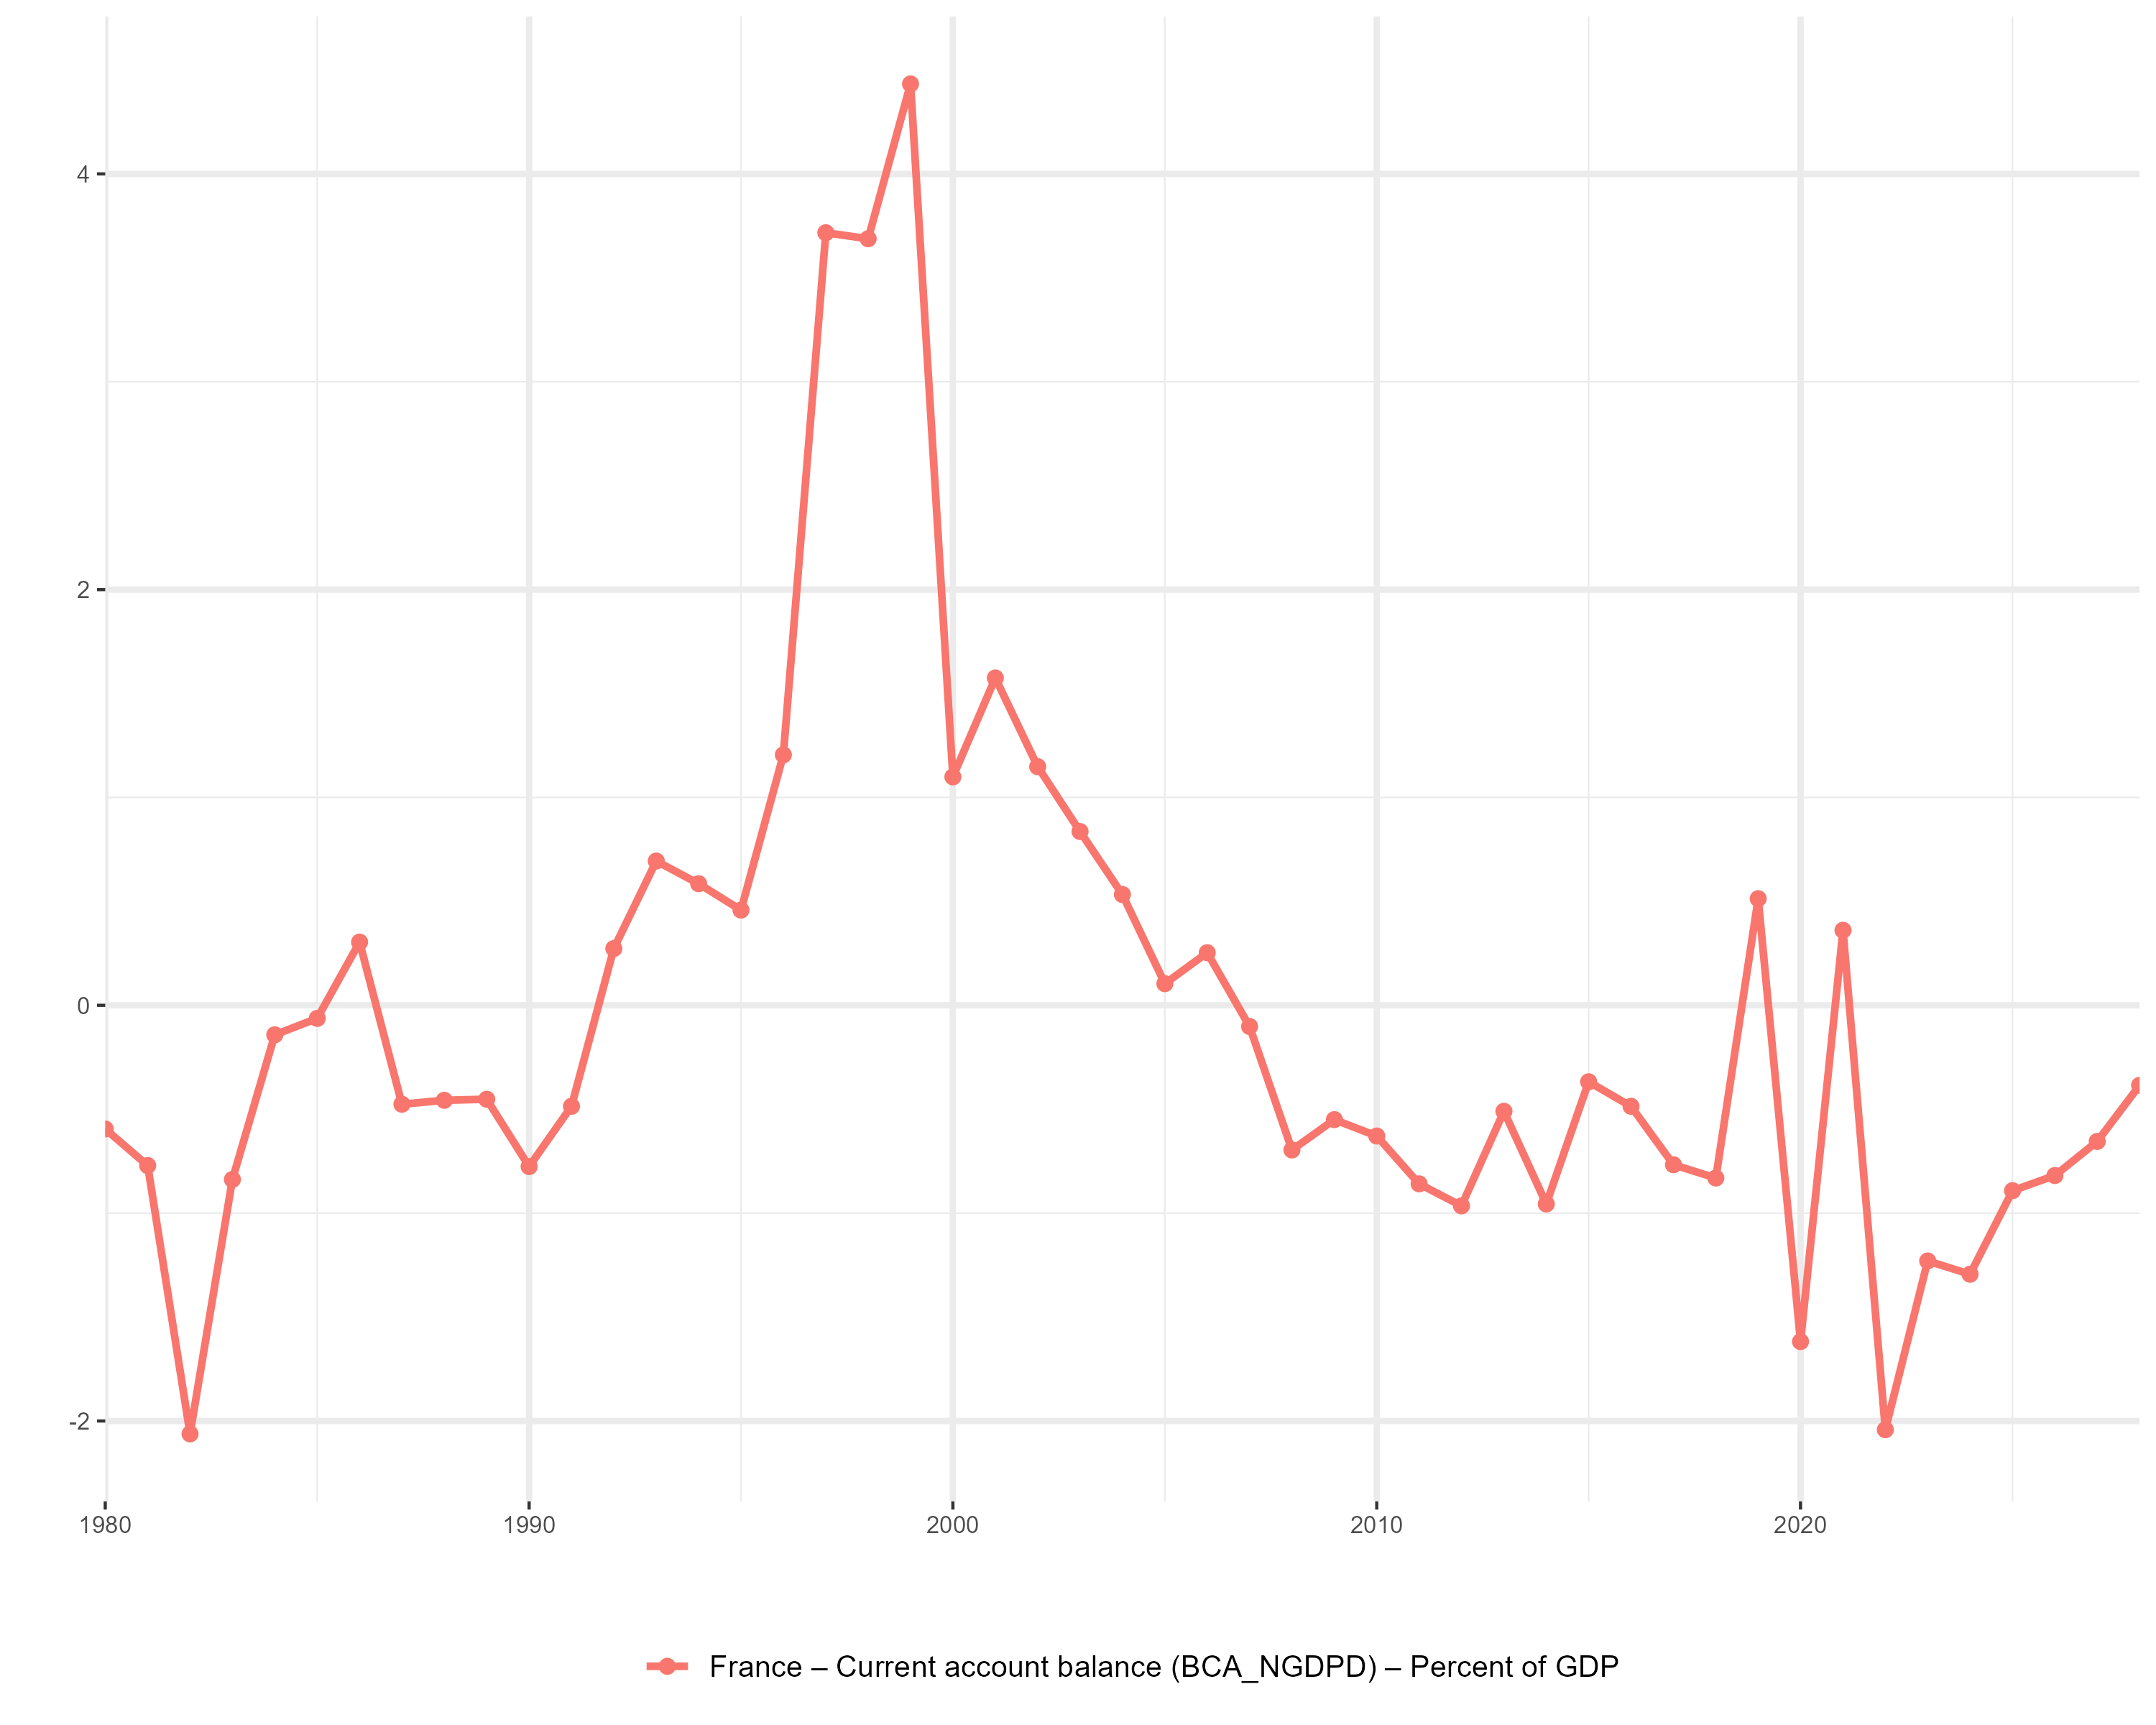 4
2
0
-2
1980 1990 2000 2010 2020
France – Current account balance (BCA_NGDPD) – Percent of GDP